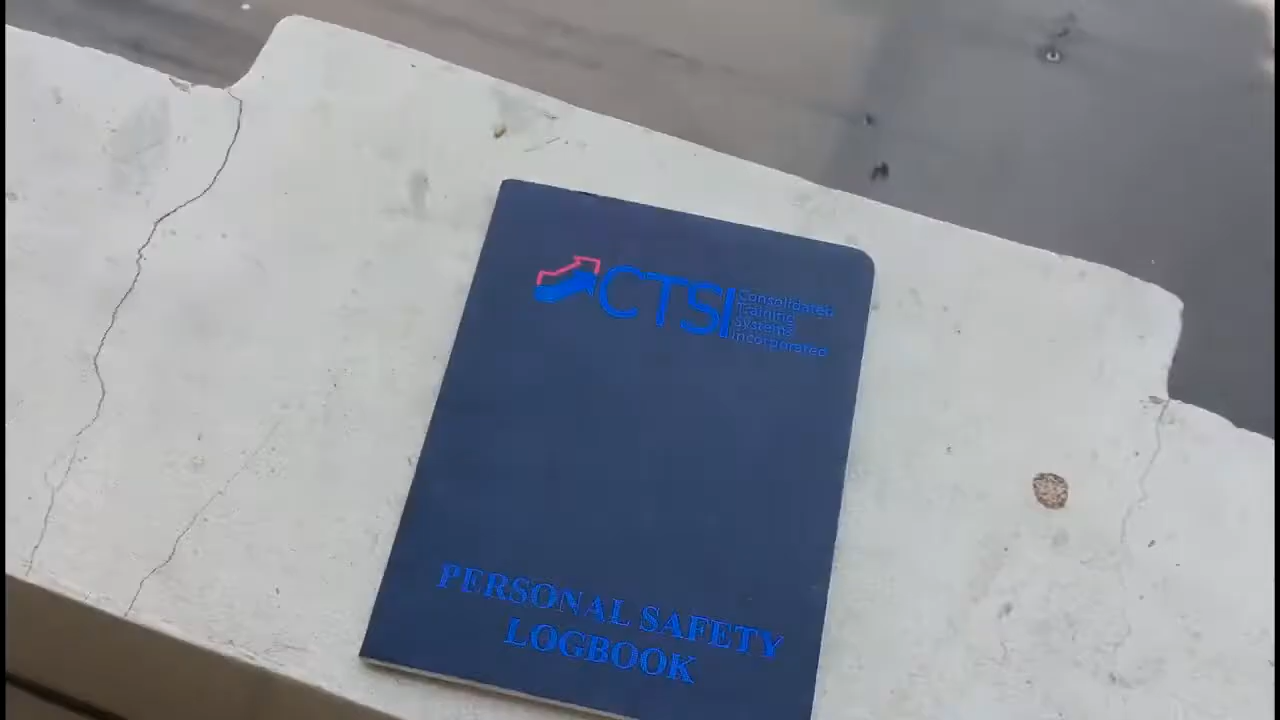 CTSI
Consolidated
Training
Systems
Incorporated
PERSONAL SAFETY
LOGBOOK